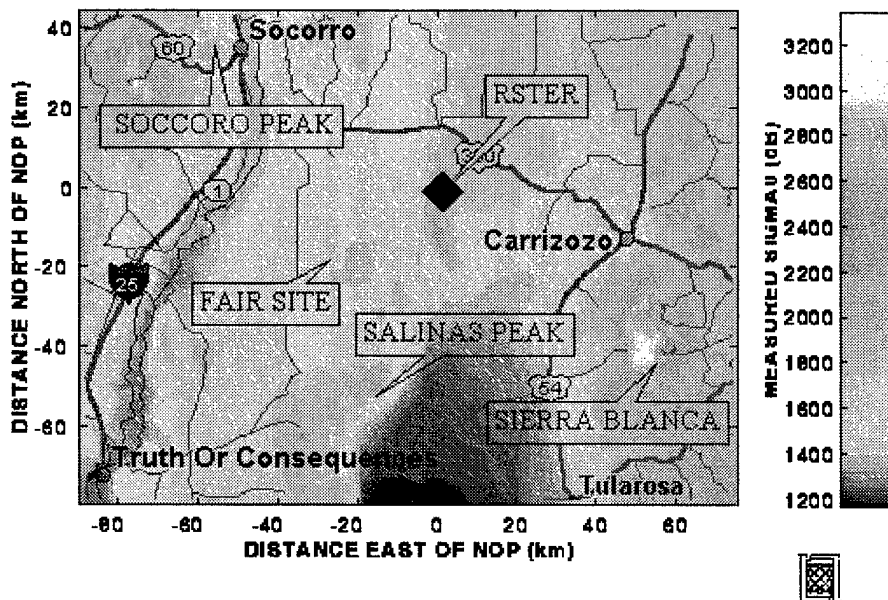 40
20
0
-20
-40
-60
DISTANCE NORTH OF NOP (km)
Socorro
60
SOCCORO PEAK
RSTER
1
Carrizozo
25
FAIR SITE
SALINAS PEAK
54
SIERRA BLANCA
Truth Or Consequences
Tularosa
-80 -60 -40 -20 0 20 40 60
DISTANCE EAST OF NOP (km)
3200
3000
2800
2600
2400
2200
2000
1800
1600
1400
1200